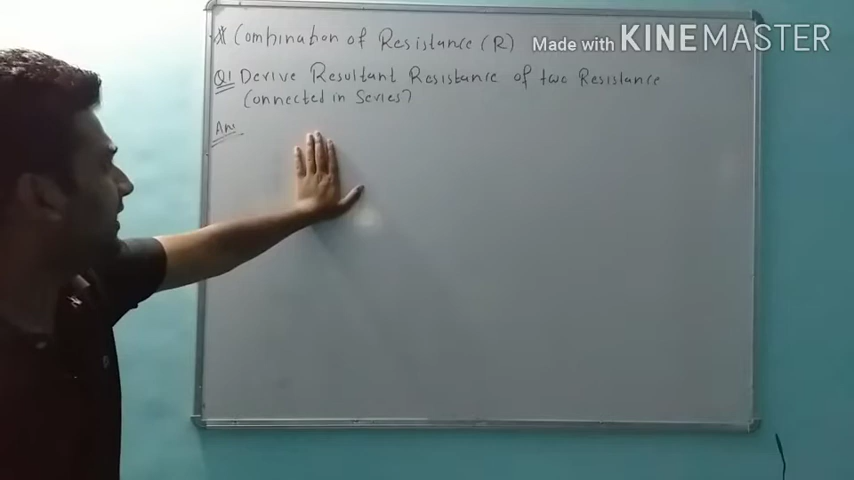 * Combination of Resistance (R)
Made with KINEMASTER
Q1 Derive Resultant Resistance of two Resistance
Connected in Series?
Ans